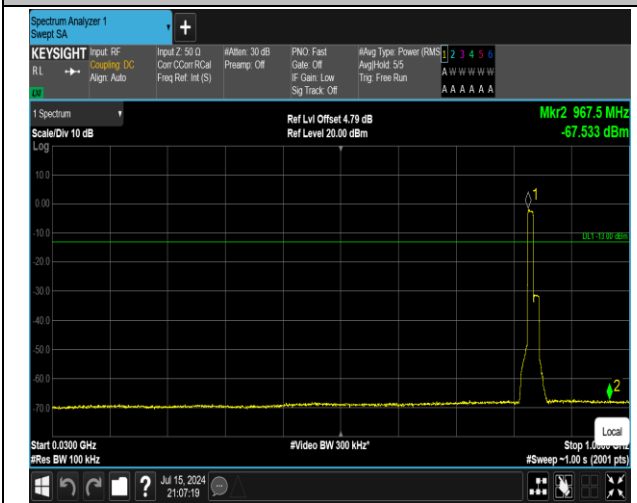 Spectrum Analyzer 1
Swept SA
+
KEYSIGHT
RL
Input: RF
Coupling: DC
Align: Auto
Input Z: 50 Ω
Corr CCorr RCal
Freq Ref: Int (S)
#Atten: 30 dB
Preamp: Off
PNO: Fast
Gate: Off
IF Gain: Low
Sig Track: Off
#Avg Type: Power (RMS
Avg|Hold: 5/5
Trig: Free Run
1 2 3 4 5 6
A W W W W W
A A A A A A
LXI
1 Spectrum
Scale/Div 10 dB
Log
Ref Lvl Offset 4.79 dB
Ref Level 20.00 dBm
Mkr2 967.5 MHz
-67.533 dBm
10.0
0.00
-10.0
-20.0
-30.0
-40.0
-50.0
-60.0
-70.0
1
DL1 -13.00 dBm
2
Local
Start 0.0300 GHz
#Res BW 100 kHz
#Video BW 300 kHz*
#Sweep ~1.00 s (2001 pts)
?
Jul 15, 2024
21:07:19